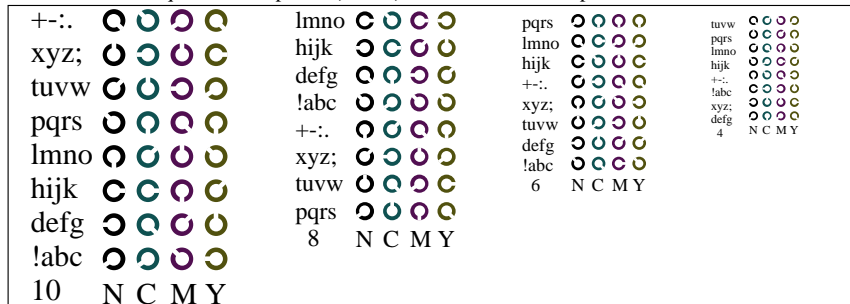 +-:.
xyz;
tuvw
pqrs
lmno
hijk
defg
!abc
10 N C M Y
lmno
hijk
defg
!abc
+-:.
xyz;
tuvw
pqrs
8 N C M Y
pqrs
lmno
hijk
+-:.
xyz;
tuvw
defg
!abc
6 N C M Y
tuvw
pqrs
lmno
hijk
+-:.
!abc
xyz;
defg
4 N C M Y